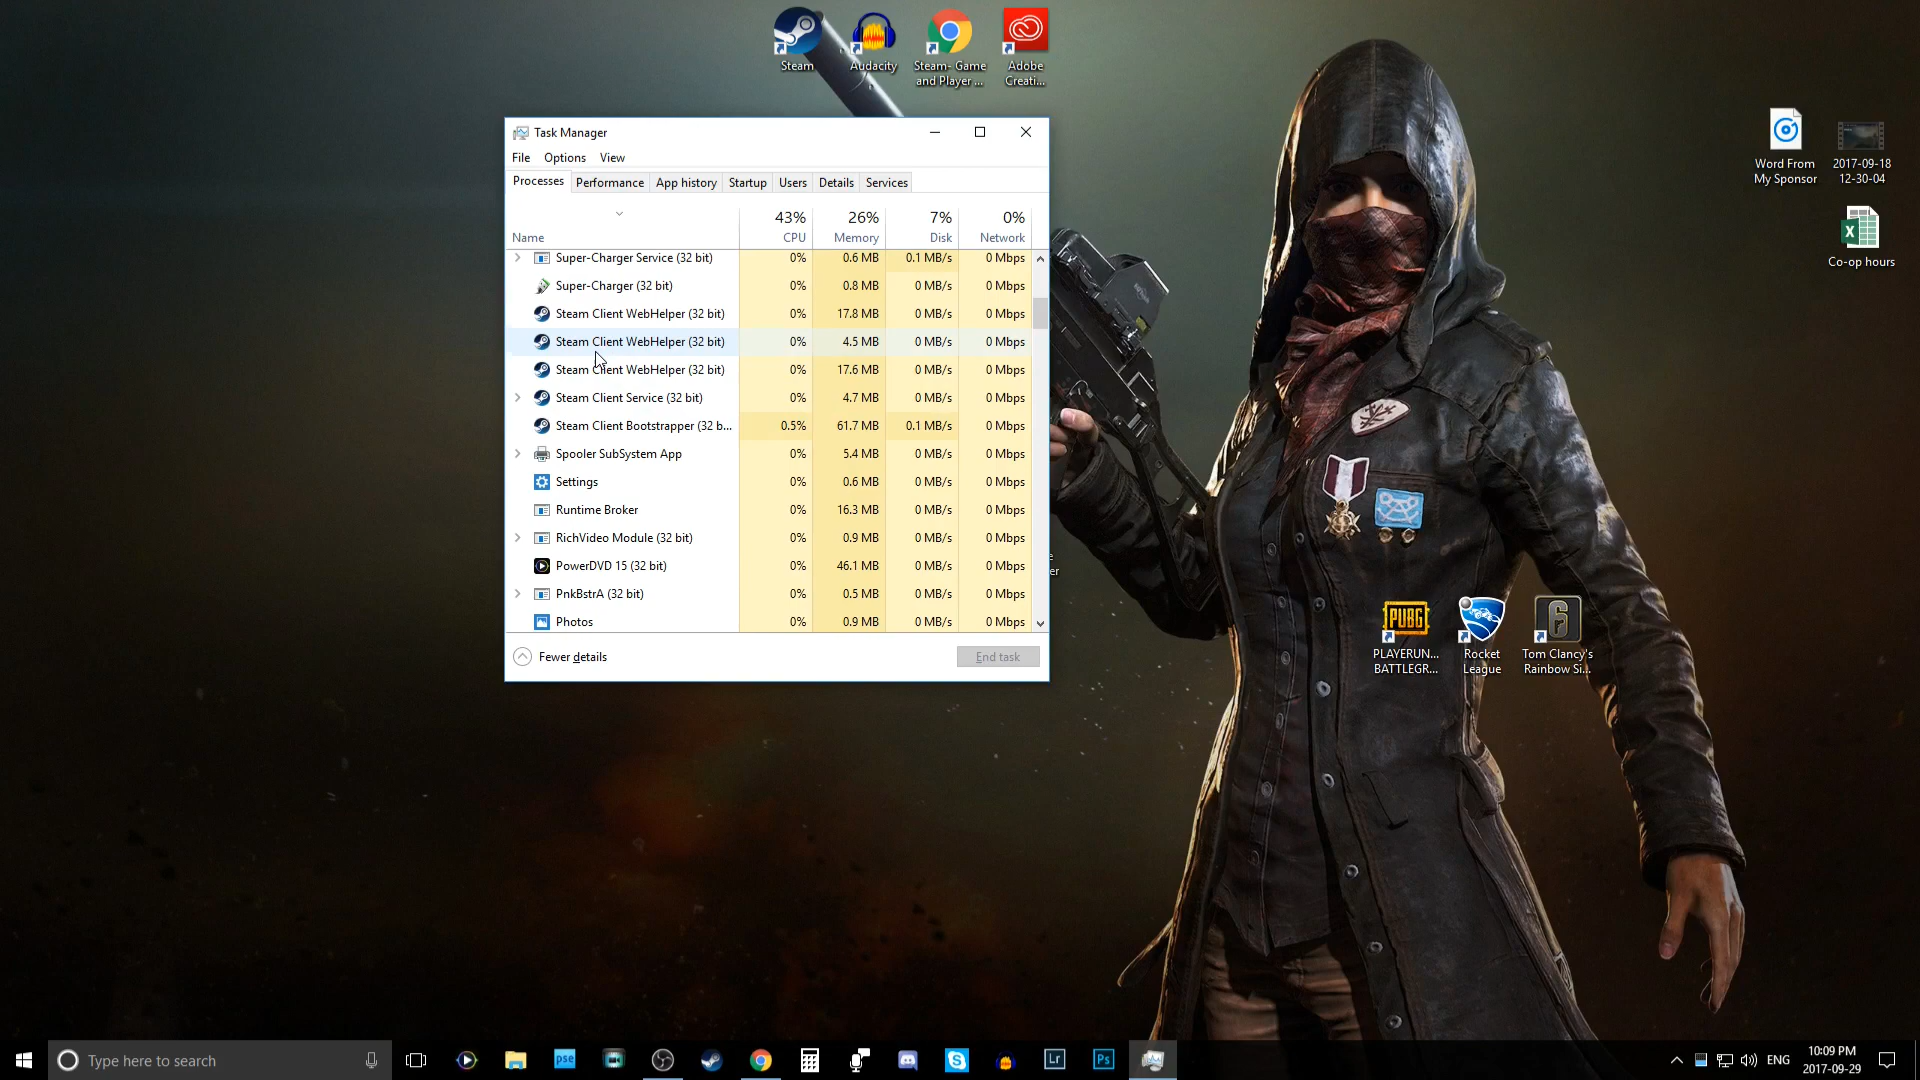 Steam
Audacity
Steam- Game
and Player ...
Adobe
Creati...
Word From
My Sponsor
2017-09-18
12-30-04
Co-op hours
Task Manager
File Options View
Processes Performance App history Startup Users Details Services
43% 26% 7% 0%
Name CPU Memory Disk Network
Super-Charger Service (32 bit) 0% 0.6 MB 0.1 MB/s 0 Mbps
Super-Charger (32 bit) 0% 0.8 MB 0 MB/s 0 Mbps
Steam Client WebHelper (32 bit) 0% 17.8 MB 0 MB/s 0 Mbps
Steam Client WebHelper (32 bit) 0% 4.5 MB 0 MB/s 0 Mbps
Steam Client WebHelper (32 bit) 0% 17.6 MB 0 MB/s 0 Mbps
Steam Client Service (32 bit) 0% 4.7 MB 0 MB/s 0 Mbps
Steam Client Bootstrapper (32 b... 0.5% 61.7 MB 0.1 MB/s 0 Mbps
Spooler SubSystem App 0% 5.4 MB 0 MB/s 0 Mbps
Settings 0% 0.6 MB 0 MB/s 0 Mbps
Runtime Broker 0% 16.3 MB 0 MB/s 0 Mbps
RichVideo Module (32 bit) 0% 0.9 MB 0 MB/s 0 Mbps
PowerDVD 15 (32 bit) 0% 46.1 MB 0 MB/s 0 Mbps
PnkBstrA (32 bit) 0% 0.5 MB 0 MB/s 0 Mbps
Photos 0% 0.9 MB 0 MB/s 0 Mbps
Fewer details End task
e
er
PUBG
PLAYERUN...
BATTLEGR...
Rocket
League
6
Tom Clancy's
Rainbow Si...
Type here to search
pse
Lr
Ps
ENG
10:09 PM
2017-09-29